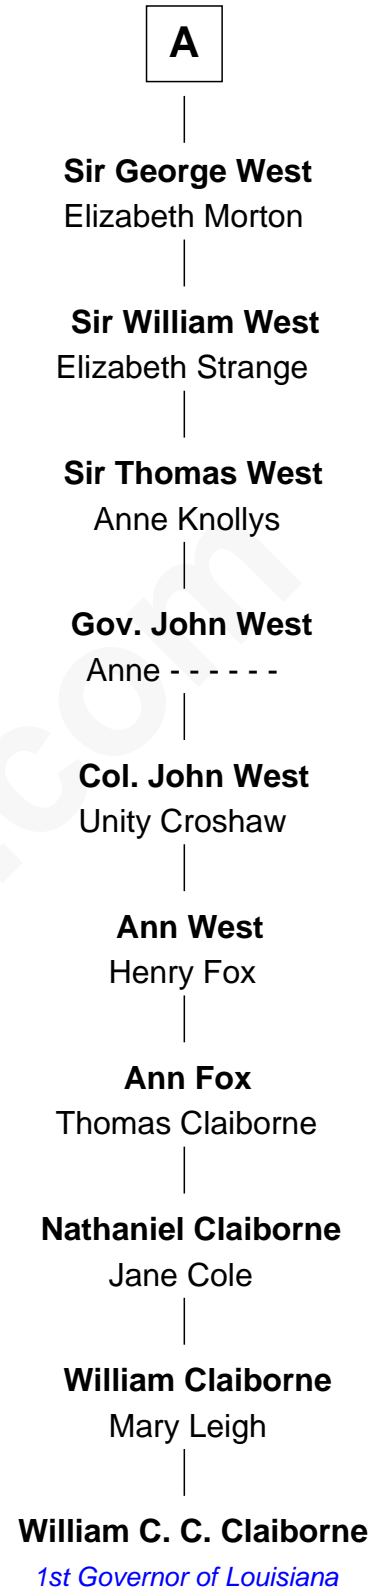 A
Sir George West
Elizabeth Morton
Sir William West
Elizabeth Strange
Sir Thomas West
Anne Knollys
Gov. John West
Anne - - - - - -
Col. John West
Unity Croshaw
Ann West
Henry Fox
Ann Fox
Thomas Claiborne
Nathaniel Claiborne
Jane Cole
William Claiborne
Mary Leigh
William C. C. Claiborne
1st Governor of Louisiana